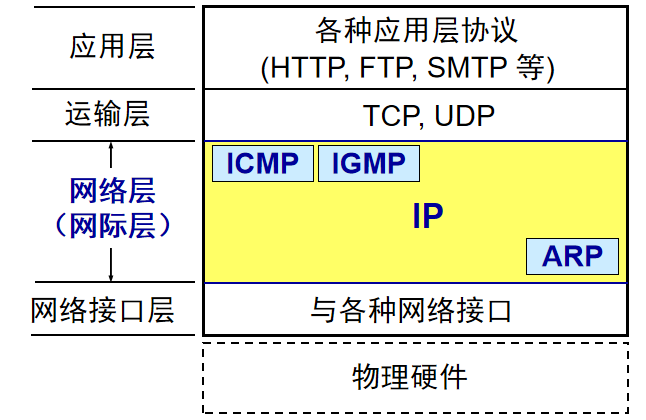 应用层
各种应用层协议
(HTTP, FTP, SMTP 等)
运输层
TCP, UDP
网络层
（网际层）
ICMP
IGMP
IP
ARP
网络接口层
与各种网络接口
物理硬件